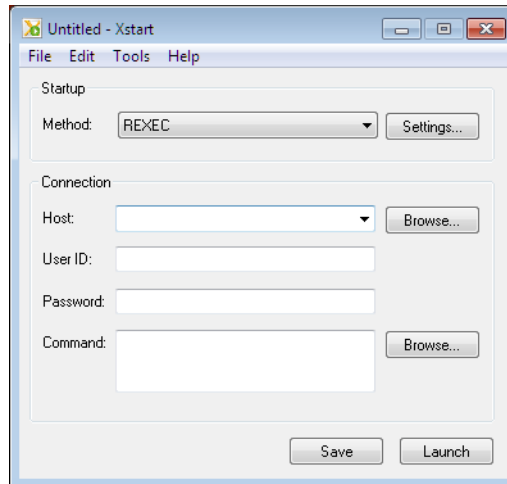 Untitled - Xstart
File Edit Tools Help
Startup
Method: REXEC Settings...
Connection
Host: Browse...
User ID:
Password:
Command: Browse...
Save Launch